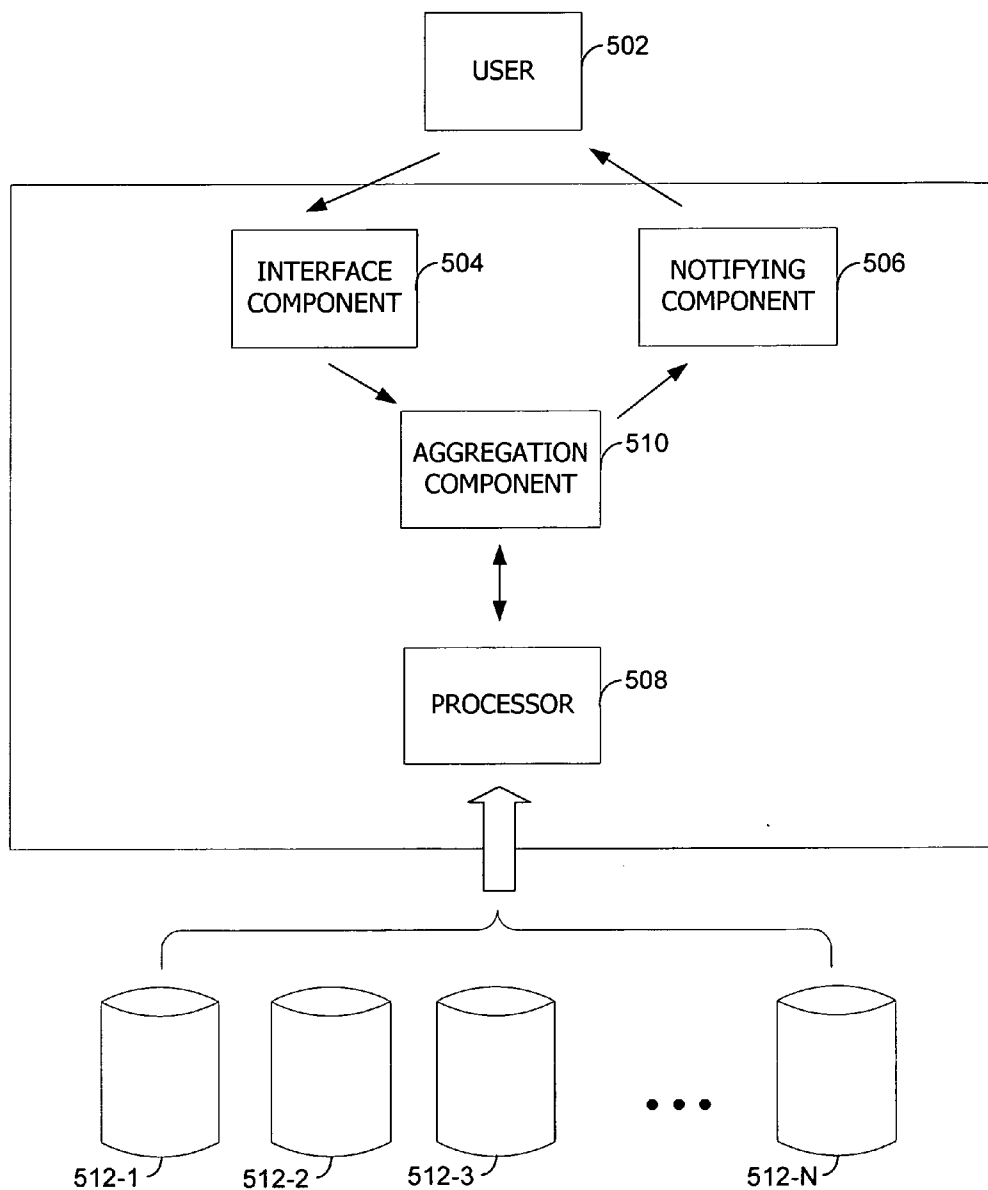 USER
502
INTERFACE
COMPONENT
504
NOTIFYING
COMPONENT
506
AGGREGATION
COMPONENT
510
PROCESSOR
508
512-1
512-2
512-3
512-N